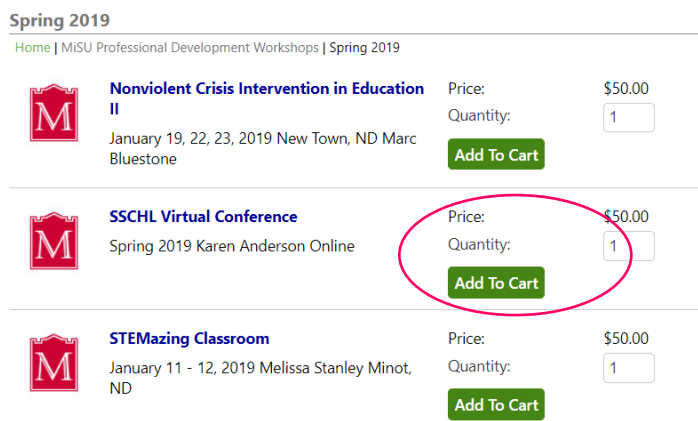 Spring 2019
Home | MiSU Professional Development Workshops | Spring 2019
M
Nonviolent Crisis Intervention in Education
II
January 19, 22, 23, 2019 New Town, ND Marc
Bluestone
Price: $50.00
Quantity: 1
Add To Cart
M
SSCHL Virtual Conference
Spring 2019 Karen Anderson Online
Price: $50.00
Quantity: 1
Add To Cart
M
STEMazing Classroom
January 11 - 12, 2019 Melissa Stanley Minot,
ND
Price: $50.00
Quantity: 1
Add To Cart